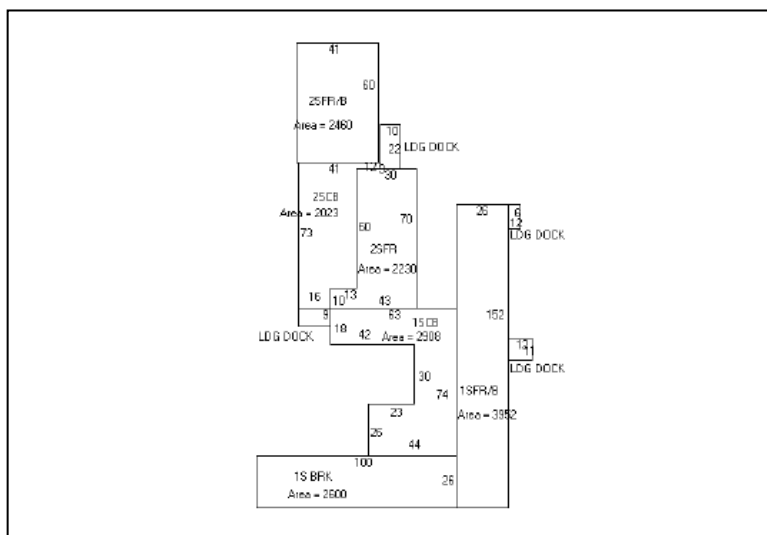 41
60
2SFR/B
Area = 2460
10
22 LDG DOCK
41
30
2SCB
Area = 2023
73
60
70
2SFR
Area = 2230
26
6
12
LDG DOCK
16
10
13
43
9
63
LDG DOCK
18
42
1SCB
Area = 2908
152
11
LDG DOCK
30
74
1SFR/B
Area = 3952
23
26
44
100
1S BRK
Area = 2600
26